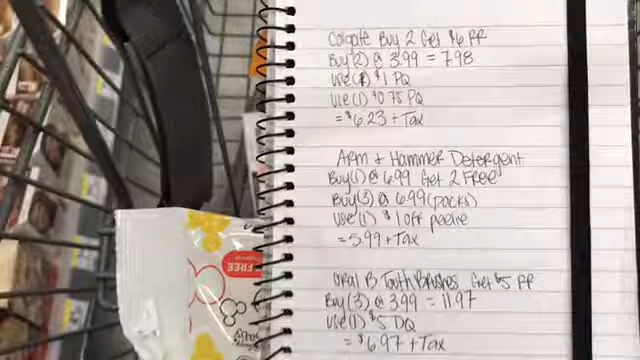 Colgate Buy 2 Get $6 RR
Buy (2) @ 3.99 = 7.98
Use (1) $1 PQ
Use (1) $0.75 PQ
= $6.23 + Tax
Arm + Hammer Detergent
Buy (1) @ 6.99 Get 2 Free
Buy (3) @ 6.99 (packs)
Use (1) $1 off peelie
= 5.99 + Tax
Oral B Tooth Brushes Get $5 RR
Buy (3) @ 3.99 = 11.97
Use (1) $5 DQ
= $6.97 + Tax
FREE